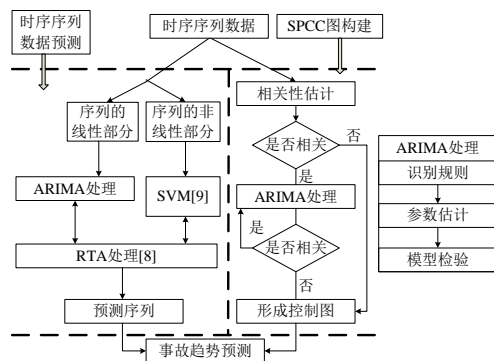 时序序列
数据预测
时序序列数据
SPCC图构建
序列的
线性部分
序列的非
线性部分
ARIMA处理
SVM[9]
RTA处理[8]
预测序列
相关性估计
是否相关
否
是
ARIMA处理
是
是否相关
否
形成控制图
ARIMA处理
识别规则
参数估计
模型检验
事故趋势预测